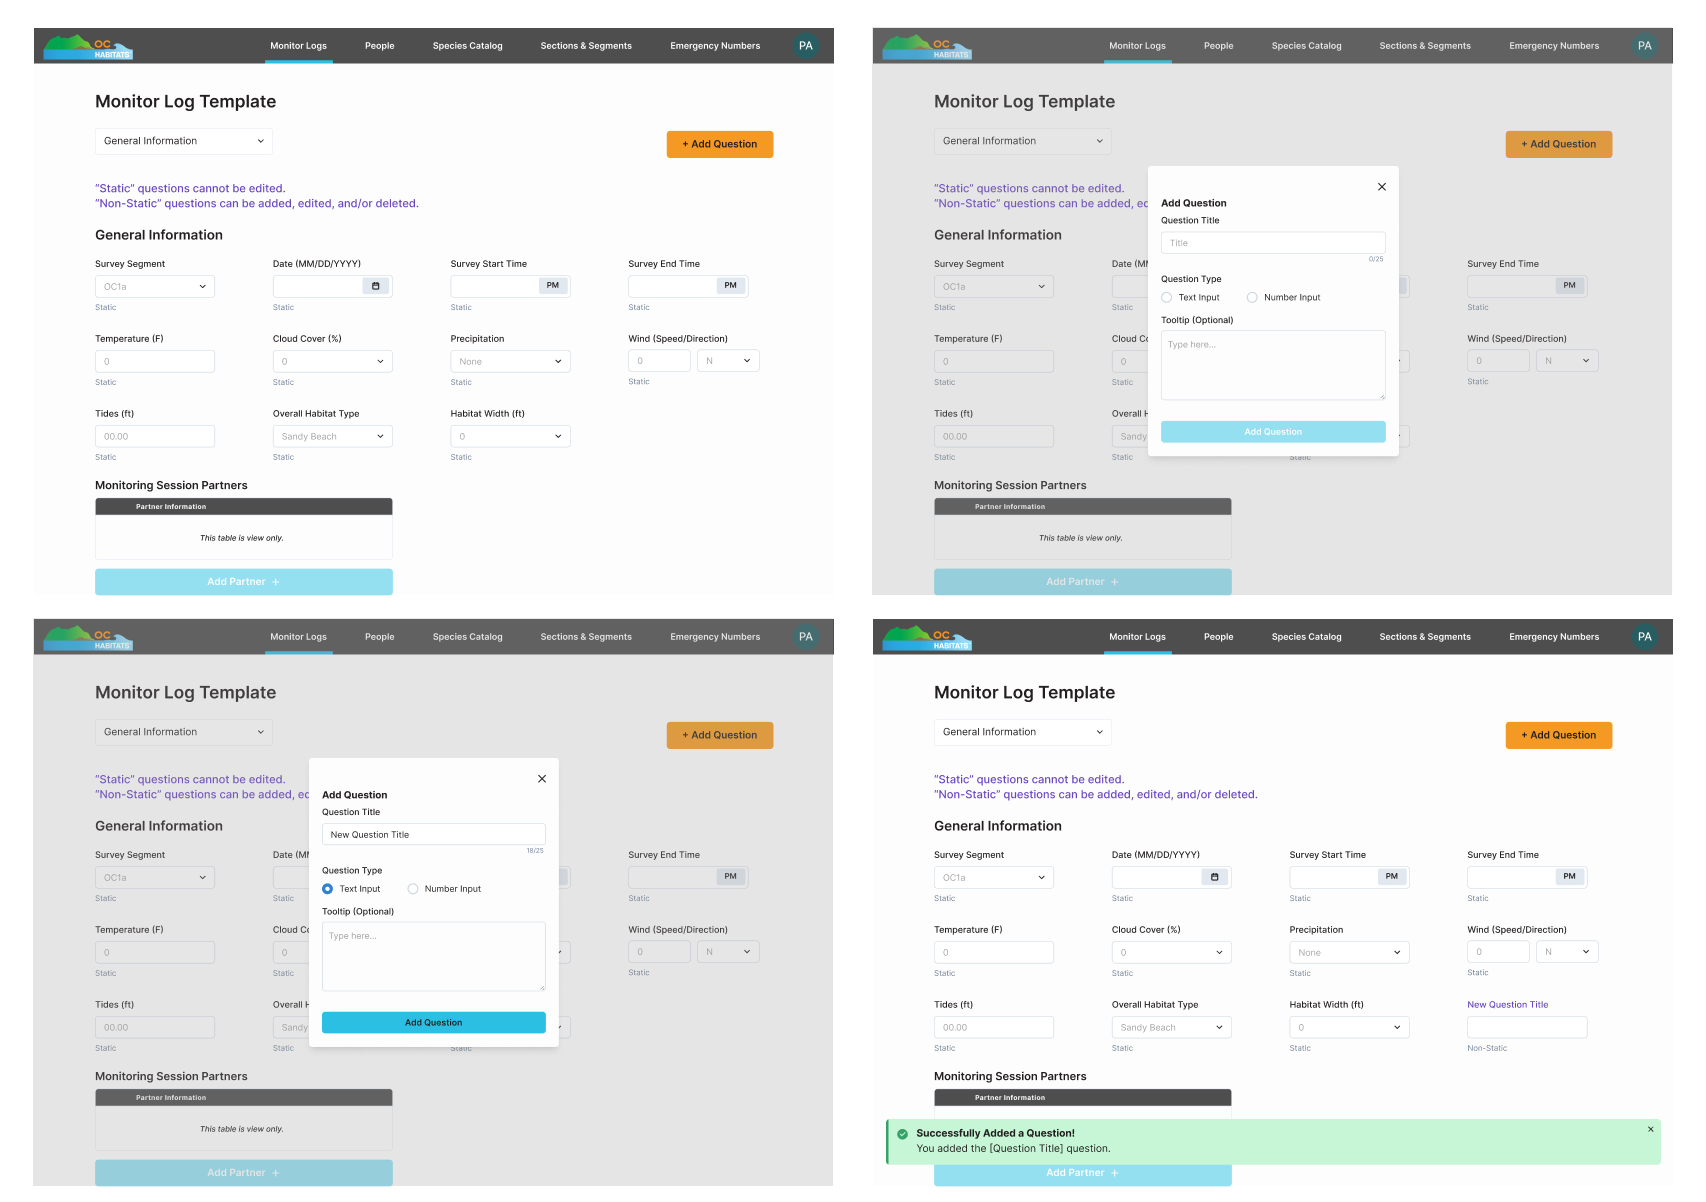 OC
HABITATS
Monitor Logs People Species Catalog Sections & Segments Emergency Numbers PA
Monitor Log Template
General Information
+ Add Question
"Static" questions cannot be edited.
"Non-Static" questions can be added, edited, and/or deleted.
General Information
Survey Segment Date (MM/DD/YYYY) Survey Start Time Survey End Time
OC1a PM PM
Static Static Static Static
Temperature (F) Cloud Cover (%) Precipitation Wind (Speed/Direction)
0 0 None 0 N
Static Static Static Static
Tides (ft) Overall Habitat Type Habitat Width (ft)
00.00 Sandy Beach 0
Static Static Static
Monitoring Session Partners
Partner Information
This table is view only.
Add Partner +
OC
HABITATS
Monitor Logs People Species Catalog Sections & Segments Emergency Numbers PA
Monitor Log Template
General Information
+ Add Question
"Static" questions cannot be edited.
"Non-Static" questions can be added, ed
General Information
Survey Segment Date (MM Survey End Time
OC1a PM
Static Static Static
Temperature (F) Cloud Co Wind (Speed/Direction)
0 0 0 N
Static Static Static
Tides (ft) Overall H
00.00 Sandy
Static Static Static
Monitoring Session Partners
Partner Information
This table is view only.
Add Partner +
Add Question
Question Title
Title
0/25
Question Type
Text Input Number Input
Tooltip (Optional)
Type here...
Add Question
OC
HABITATS
Monitor Logs People Species Catalog Sections & Segments Emergency Numbers PA
Monitor Log Template
General Information
+ Add Question
"Static" questions cannot be edited.
"Non-Static" questions can be added, ed
General Information
Survey Segment Date (MM Survey End Time
OC1a PM
Static Static Static
Temperature (F) Cloud Co Wind (Speed/Direction)
0 0 0 N
Static Static Static
Tides (ft) Overall H
00.00 Sandy
Static Static Static
Monitoring Session Partners
Partner Information
This table is view only.
Add Partner +
Add Question
Question Title
New Question Title
18/25
Question Type
Text Input Number Input
Tooltip (Optional)
Type here...
Add Question
OC
HABITATS
Monitor Logs People Species Catalog Sections & Segments Emergency Numbers PA
Monitor Log Template
General Information
+ Add Question
"Static" questions cannot be edited.
"Non-Static" questions can be added, edited, and/or deleted.
General Information
Survey Segment Date (MM/DD/YYYY) Survey Start Time Survey End Time
OC1a PM PM
Static Static Static Static
Temperature (F) Cloud Cover (%) Precipitation Wind (Speed/Direction)
0 0 None 0 N
Static Static Static Static
Tides (ft) Overall Habitat Type Habitat Width (ft) New Question Title
00.00 Sandy Beach 0
Static Static Static Non-Static
Monitoring Session Partners
Partner Information
Successfully Added a Question!
You added the [Question Title] question.
Add Partner +